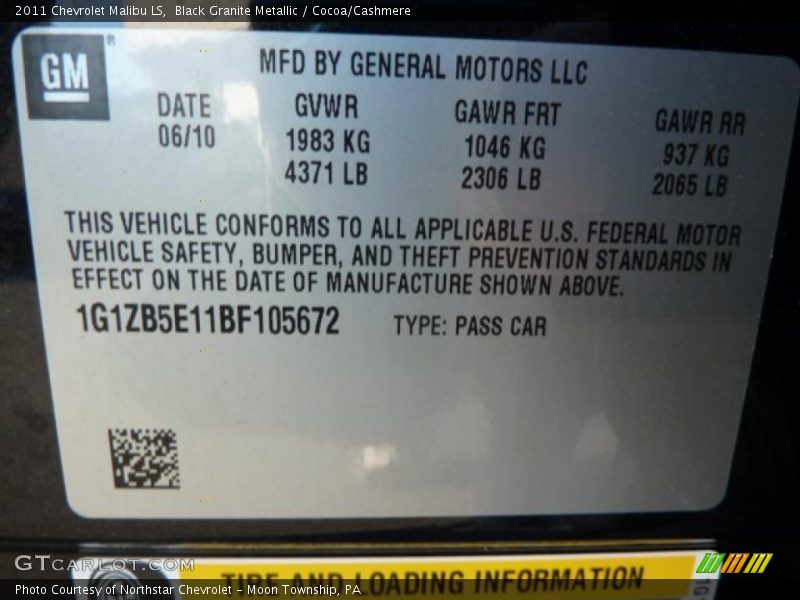 2011 Chevrolet Malibu LS,  Black Granite Metallic / Cocoa/Cashmere
GM
MFD BY GENERAL MOTORS LLC
DATE GVWR GAWR FRT GAWR RR
06/10 1983 KG 1046 KG 937 KG
4371 LB 2306 LB 2065 LB
THIS VEHICLE CONFORMS TO ALL APPLICABLE U.S. FEDERAL MOTOR
VEHICLE SAFETY, BUMPER, AND THEFT PREVENTION STANDARDS IN
EFFECT ON THE DATE OF MANUFACTURE SHOWN ABOVE.
1G1ZB5E11BF105672 TYPE: PASS CAR
GTCARLOT.COM
TIRE AND LOADING INFORMATION
Photo Courtesy of Northstar Chevrolet - Moon Township, PA